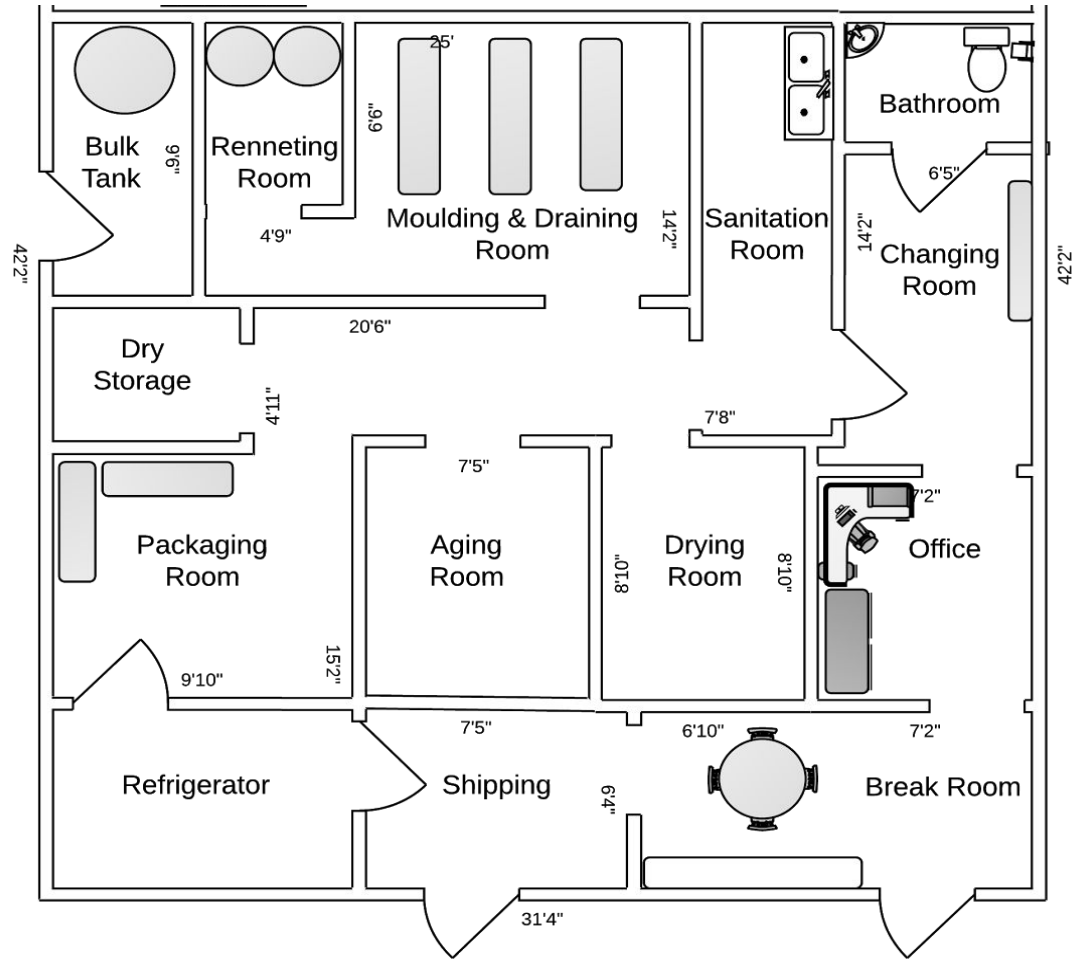 25'
9'6"
9'6"
Bulk
Tank
Renneting
Room
Bathroom
6'5"
4'9"
Moulding & Draining
Room
14'2"
Sanitation
Room
14'2"
Changing
Room
42'2"
42'2"
20'6"
Dry
Storage
4'11"
7'8"
7'5"
7'2"
Packaging
Room
Aging
Room
8'10"
Drying
Room
8'10"
Office
15'2"
9'10"
7'5"
6'10"
7'2"
Refrigerator
Shipping
6'4"
Break Room
31'4"